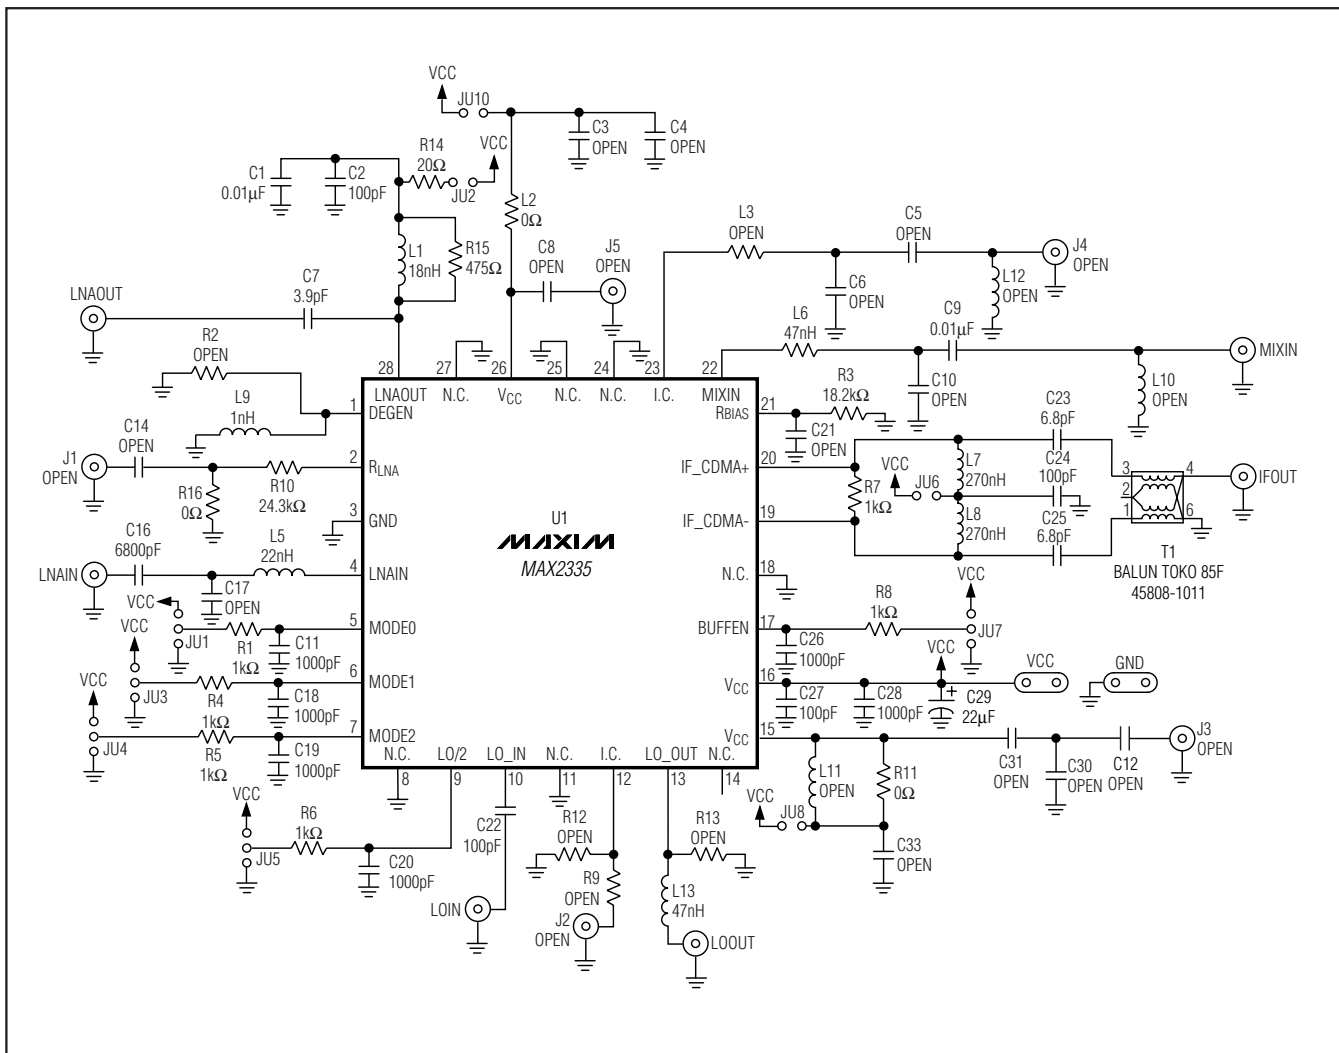 VCC
JU10
C3
OPEN
C4
OPEN
R14
20Ω
VCC
JU2
C1
0.01μF
C2
100pF
L2
0Ω
L1
18nH
R15
475Ω
C8
OPEN
J5
OPEN
L3
OPEN
C5
OPEN
J4
OPEN
C6
OPEN
L12
OPEN
LNAOUT
C7
3.9pF
L6
47nH
C9
0.01μF
MIXIN
R2
OPEN
C10
OPEN
L10
OPEN
28
27
26
25
24
23
22
LNAOUT
N.C.
VCC
N.C.
N.C.
I.C.
MIXIN
L9
1nH
1
DEGEN
RBIAS
21
R3
18.2kΩ
C21
OPEN
C23
6.8pF
J1
OPEN
C14
OPEN
R16
0Ω
R10
24.3kΩ
2
RLNA
IF_CDMA+
20
R7
1kΩ
VCC
JU6
L7
270nH
C24
100pF
3
4
2
1
6
IFOUT
3
GND
IF_CDMA-
19
L8
270nH
C25
6.8pF
T1
BALUN TOKO 85F
45808-1011
U1
MAXIM
MAX2335
LNAIN
C16
6800pF
C17
OPEN
L5
22nH
4
LNAIN
N.C.
18
VCC
JU1
R1
1kΩ
C11
1000pF
5
MODE0
BUFFEN
17
C26
1000pF
R8
1kΩ
VCC
JU7
VCC
JU3
R4
1kΩ
C18
1000pF
6
MODE1
VCC
16
C27
100pF
C28
1000pF
VCC
+
C29
22μF
VCC
GND
VCC
JU4
R5
1kΩ
C19
1000pF
7
MODE2
VCC
15
L11
OPEN
R11
0Ω
C31
OPEN
C30
OPEN
C12
OPEN
J3
OPEN
VCC
JU8
C33
OPEN
N.C.
LO/2
LO_IN
N.C.
I.C.
LO_OUT
N.C.
8
9
10
11
12
13
14
VCC
JU5
R6
1kΩ
C20
1000pF
C22
100pF
LOIN
R12
OPEN
R9
OPEN
J2
OPEN
R13
OPEN
L13
47nH
LOOUT